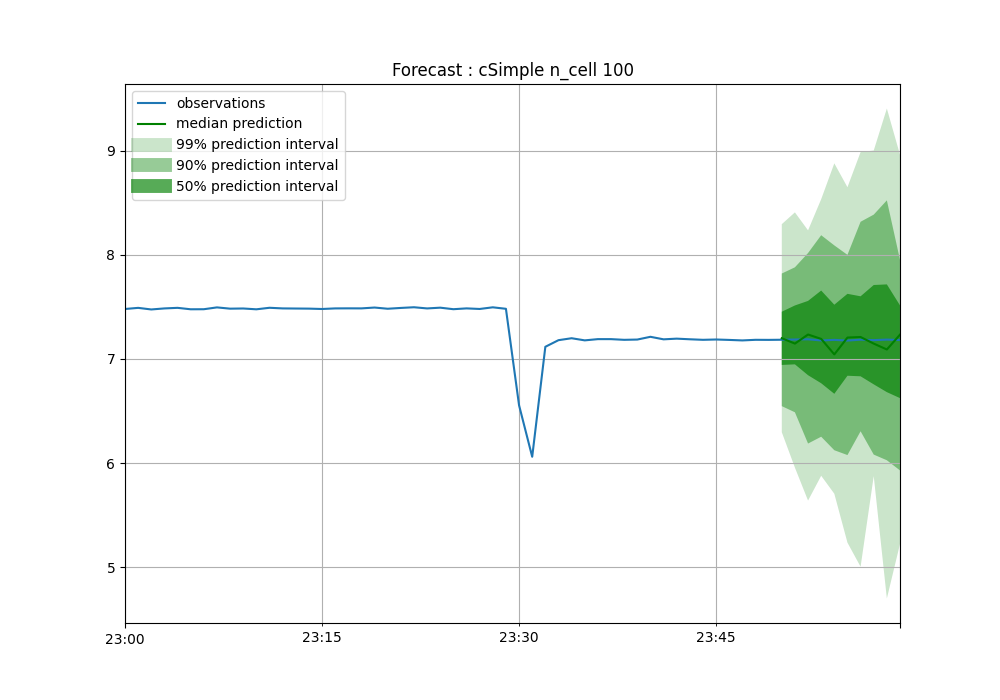 Forecast : cSimple n_cell 100
observations
median prediction
99% prediction interval
90% prediction interval
50% prediction interval
9
8
7
6
5
23:00
23:15
23:30
23:45